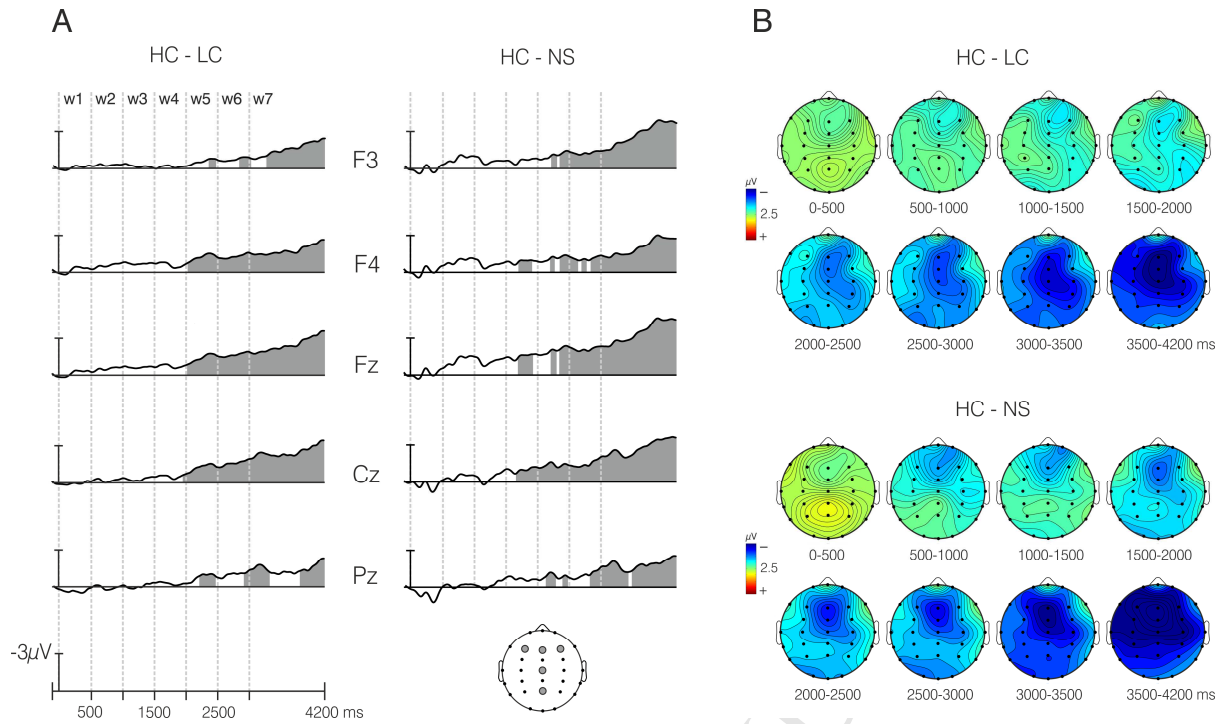 A
B
HC - LC
HC - NS
w1 w2 w3 w4 w5 w6 w7
F3
F4
Fz
Cz
Pz
-3µV
500 1500 2500 4200 ms
HC - LC
0-500 500-1000 1000-1500 1500-2000
µV
−
2.5
+
2000-2500 2500-3000 3000-3500 3500-4200 ms
HC - NS
0-500 500-1000 1000-1500 1500-2000
µV
−
2.5
+
2000-2500 2500-3000 3000-3500 3500-4200 ms